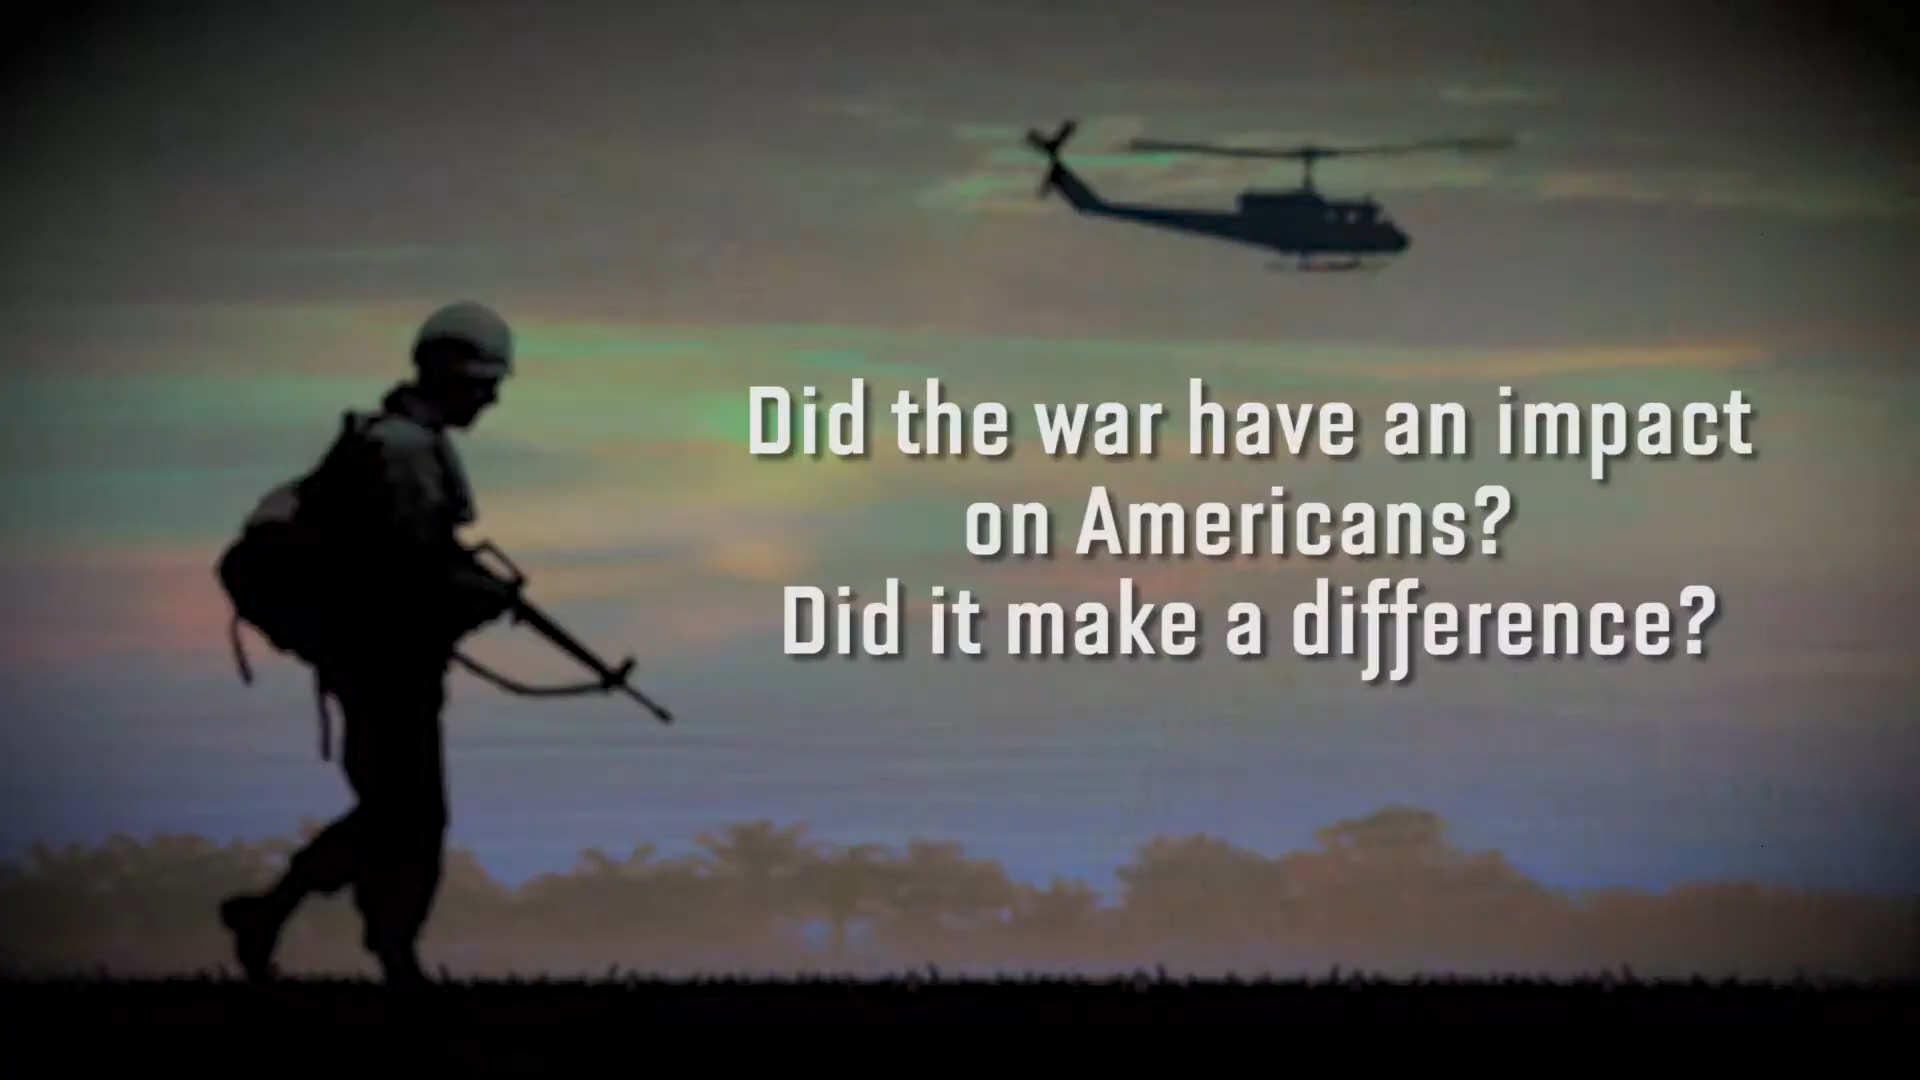 Did the war have an impact
on Americans?
Did it make a difference?